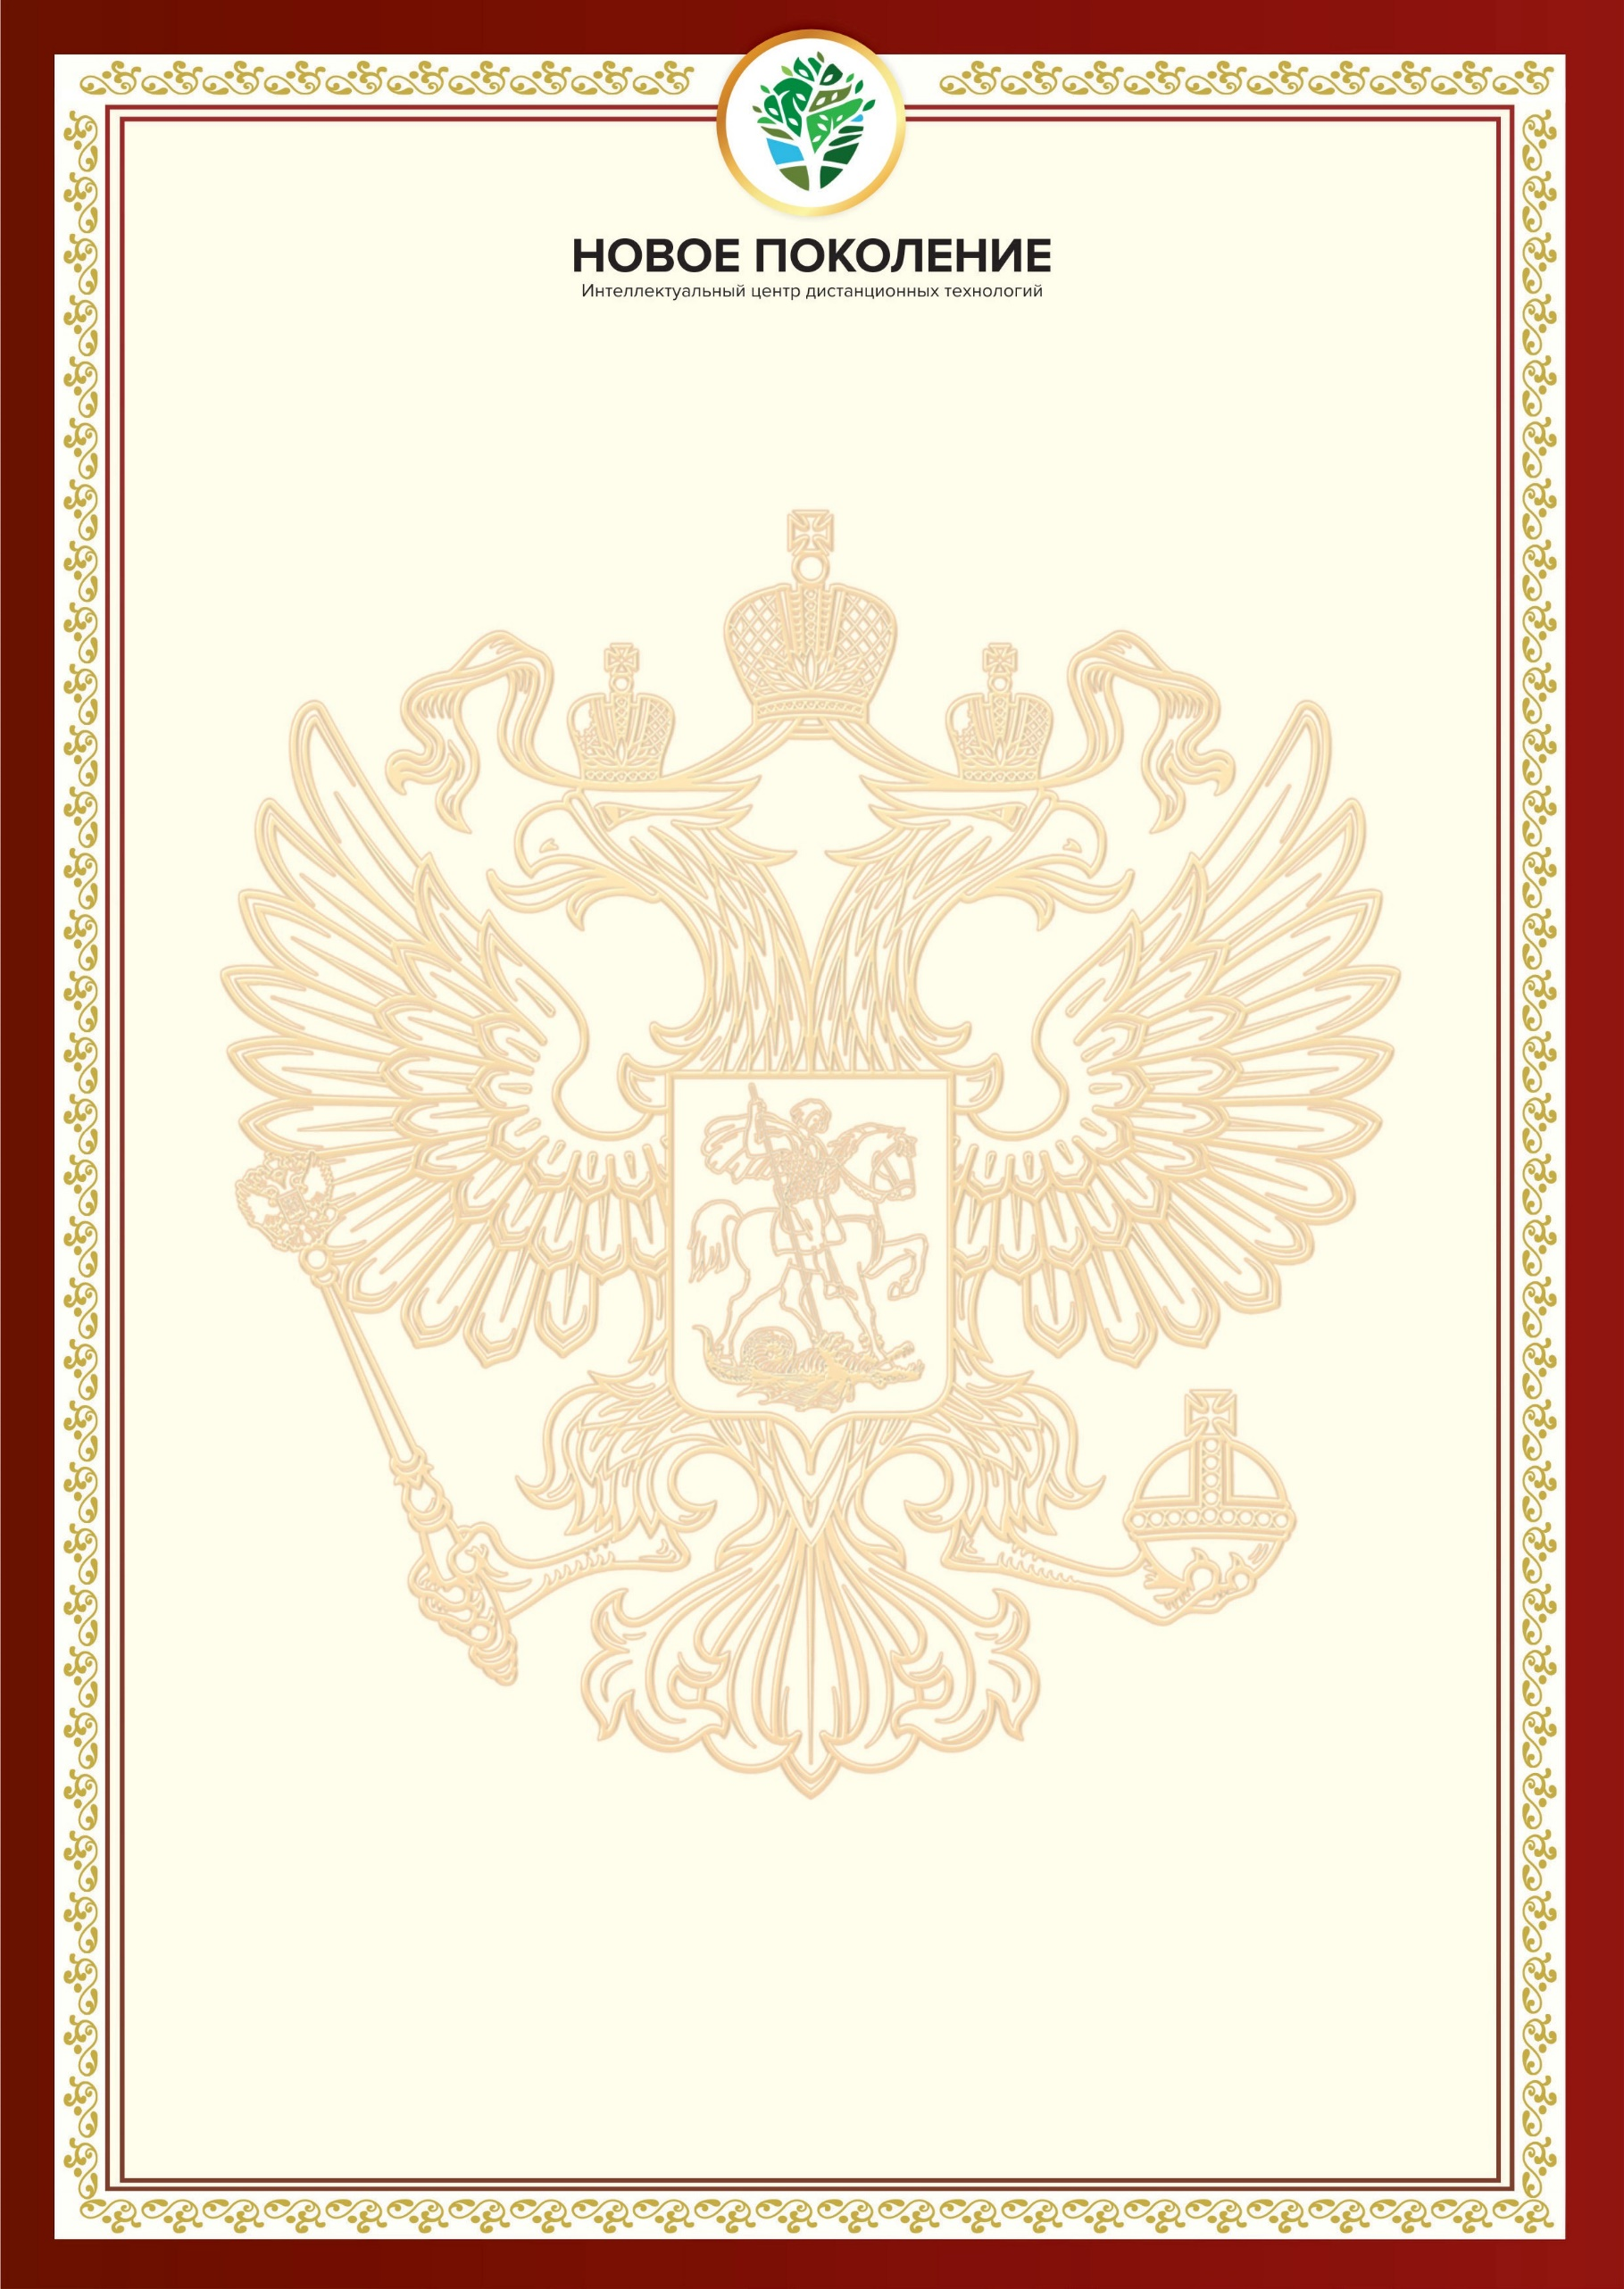 НОВОЕ ПОКОЛЕНИЕ
Интеллектуальный центр дистанционных технологий